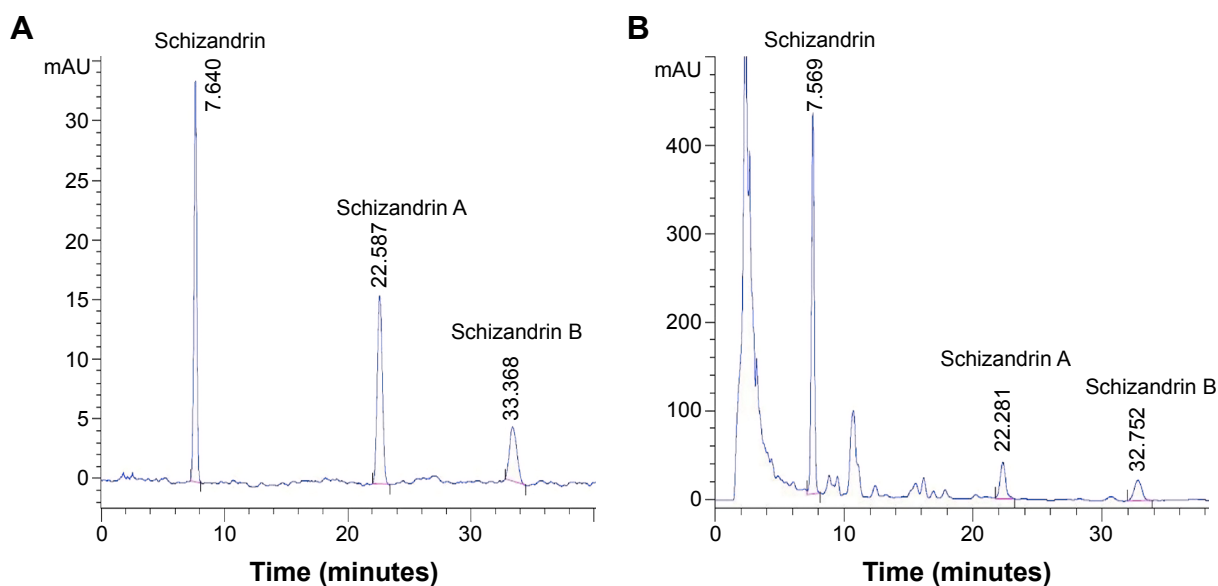 A
Schizandrin
mAU
7.640
30
25
20
15
10
5
0
Schizandrin A
22.587
Schizandrin B
33.368
0
10
20
30
Time (minutes)
B
Schizandrin
mAU
7.569
400
300
200
100
0
Schizandrin A
22.281
Schizandrin B
32.752
0
10
20
30
Time (minutes)